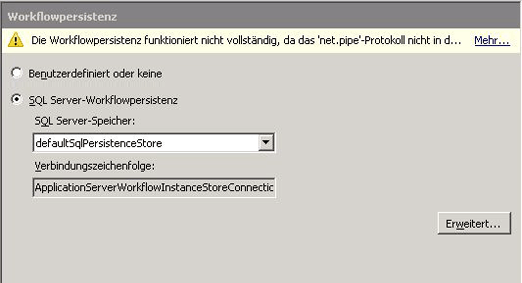 Workflowpersistenz
Die Workflowpersistenz funktioniert nicht vollständig, da das 'net.pipe'-Protokoll nicht in d... Mehr...
Benutzerdefiniert oder keine
SQL Server-Workflowpersistenz
SQL Server-Speicher:
defaultSqlPersistenceStore
Verbindungszeichenfolge:
ApplicationServerWorkflowInstanceStoreConnectic
Erweitert...